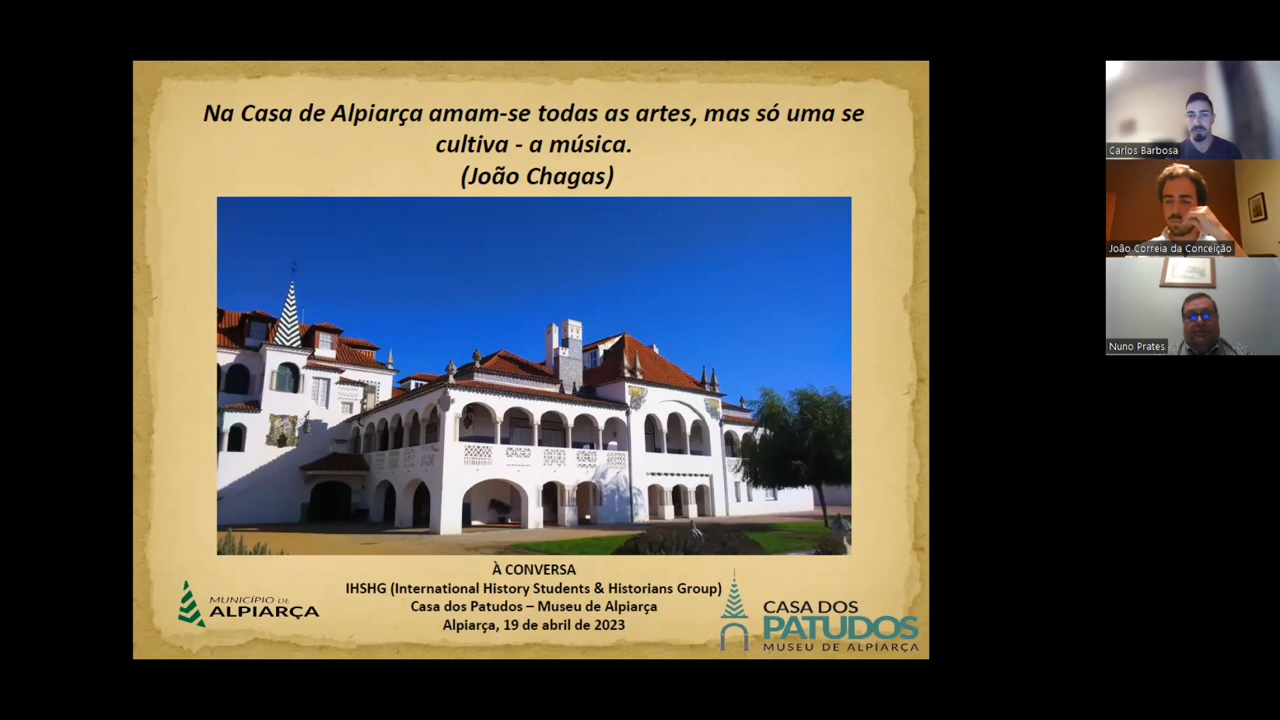 Na Casa de Alpiarça amam-se todas as artes, mas só uma se
cultiva - a música.
(João Chagas)
À CONVERSA
IHSHG (International History Students & Historians Group)
Casa dos Patudos – Museu de Alpiarça
Alpiarça, 19 de abril de 2023
MUNICÍPIO DE
ALPIARÇA
CASA DOS
PATUDOS
MUSEU DE ALPIARÇA
Carlos Barbosa
João Correia da Conceição
Nuno Prates